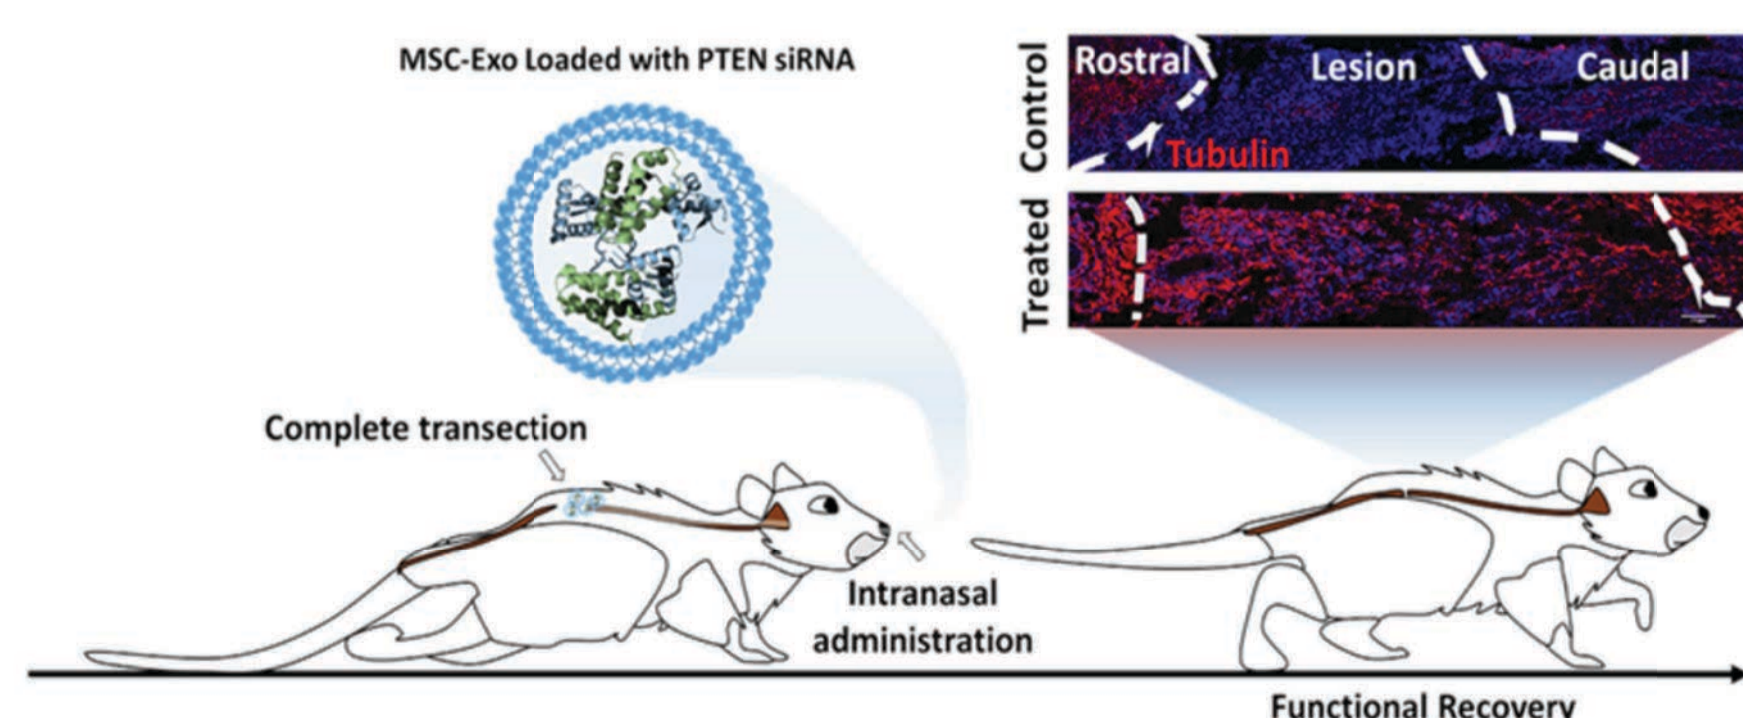 MSC-Exo Loaded with PTEN siRNA
Control
Rostral
Lesion
Caudal
Tubulin
Treated
Complete transection
Intranasal
administration
Functional Recovery